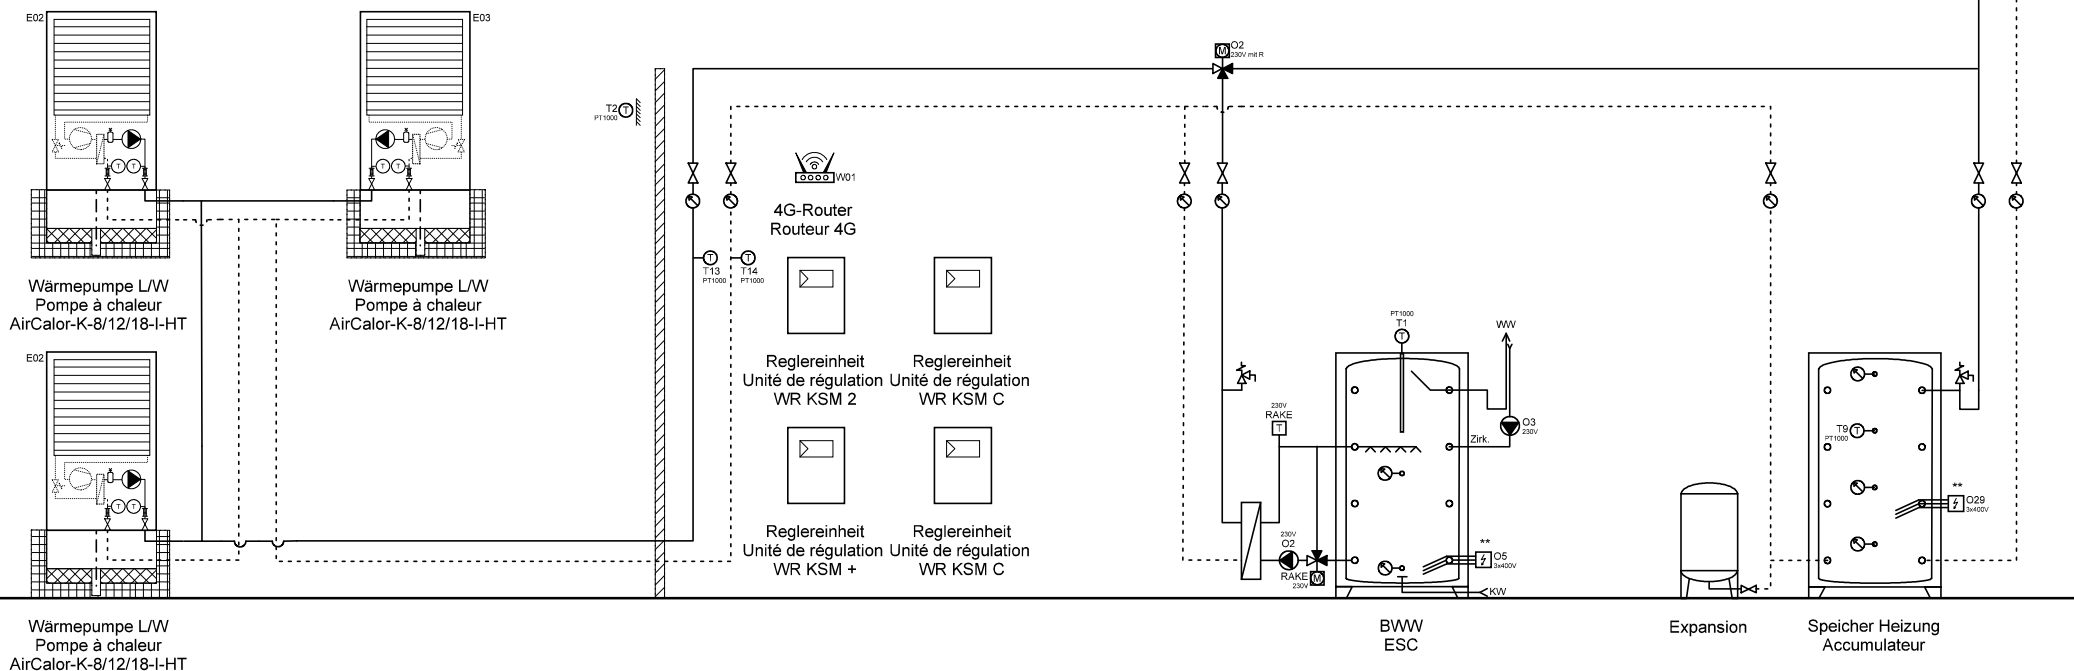 E02
E03
O2
230V mit R
T2
T
PT1000
M
T
T
T
T
W01
4G-Router
Routeur 4G
T
T13
PT1000
T
T14
PT1000
Wärmepumpe L/W
Pompe à chaleur
AirCalor-K-8/12/18-I-HT
Wärmepumpe L/W
Pompe à chaleur
AirCalor-K-8/12/18-I-HT
E02
T
T
Reglereinheit
Unité de régulation
WR KSM 2
Reglereinheit
Unité de régulation
WR KSM C
Reglereinheit
Unité de régulation
WR KSM +
Reglereinheit
Unité de régulation
WR KSM C
PT1000
T1
T
WW
230V
RAKE
T
O3
230V
Zirk.
T9
PT1000
T
**
O29
3x400V
230V
O2
RAKE
230V
M
**
O5
3x400V
KW
Wärmepumpe L/W
Pompe à chaleur
AirCalor-K-8/12/18-I-HT
BWW
ESC
Expansion
Speicher Heizung
Accumulateur